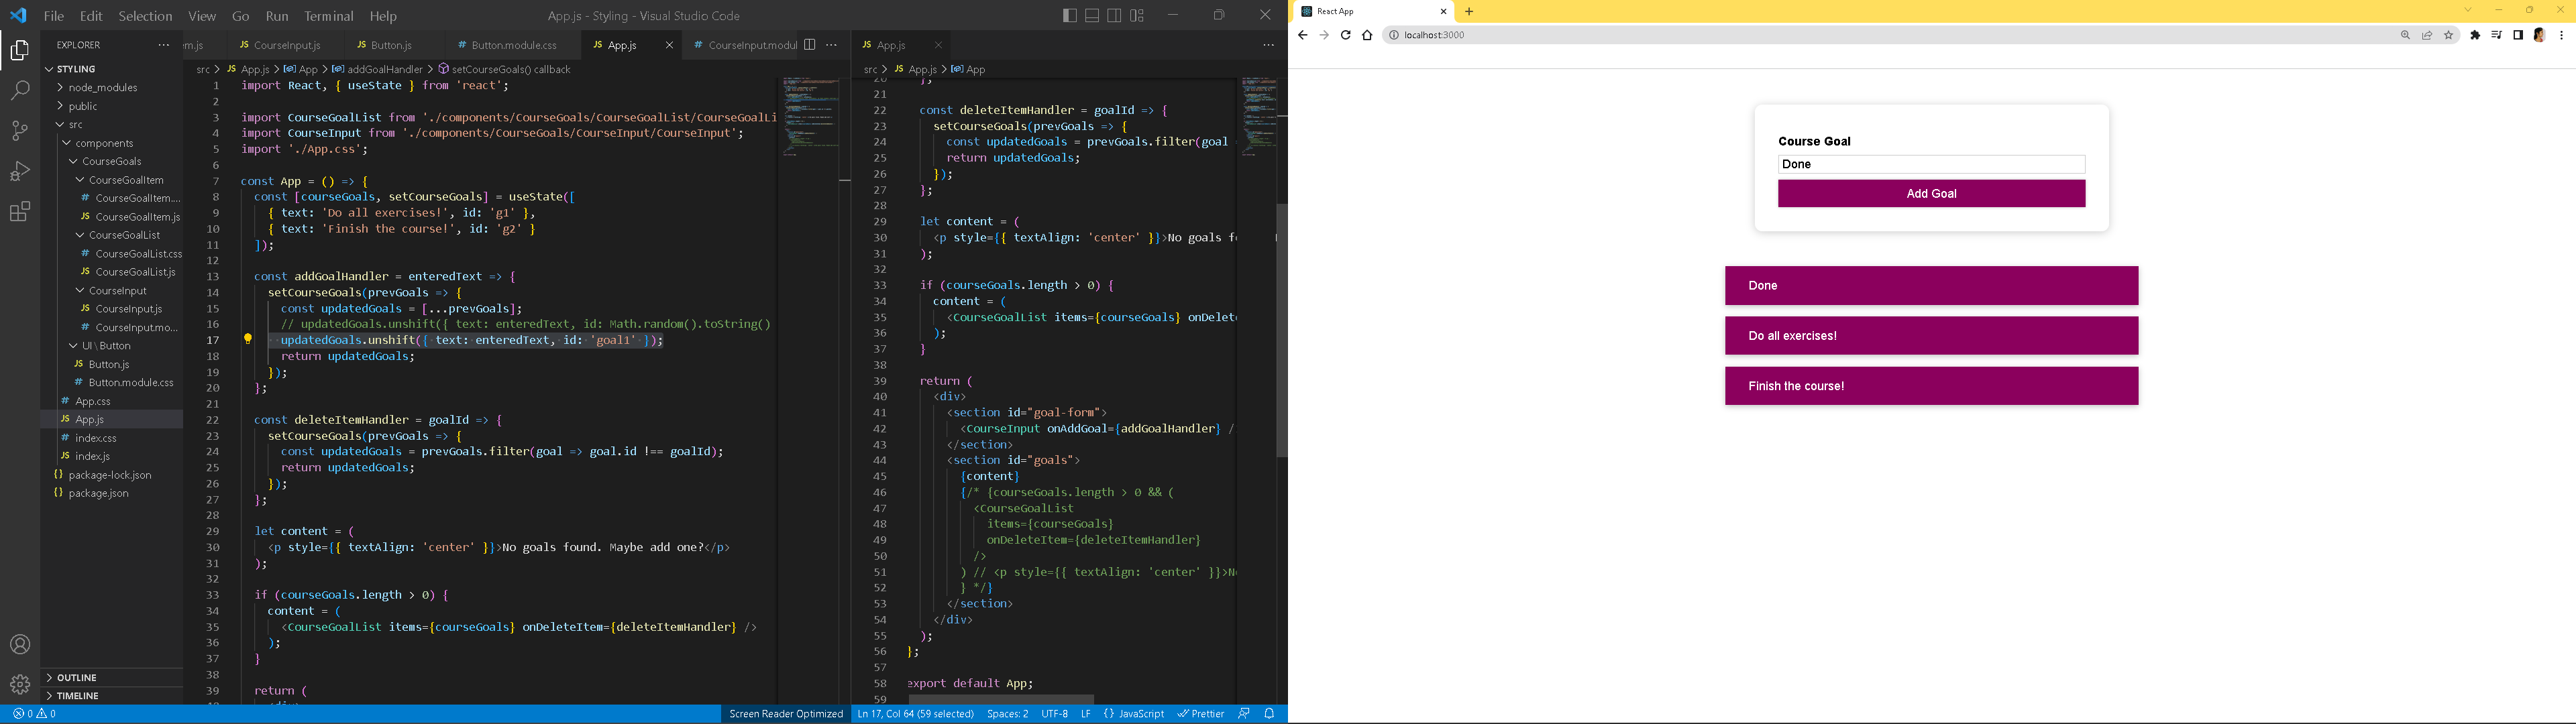 File Edit Selection View Go Run Terminal Help
App.js - Styling - Visual Studio Code
EXPLORER
STYLING
node_modules
public
src
components
CourseGoals
CourseGoalItem
CourseGoalItem....
CourseGoalItem.js
CourseGoalList
CourseGoalList.css
CourseGoalList.js
CourseInput
CourseInput.js
CourseInput.mo...
UI \ Button
Button.js
Button.module.css
App.css
App.js
index.css
index.js
package-lock.json
package.json
OUTLINE
TIMELINE
em.js CourseInput.js Button.js Button.module.css App.js CourseInput.modul
src > App.js > App > addGoalHandler > setCourseGoals() callback
1 import React, { useState } from 'react';
2
3 import CourseGoalList from './components/CourseGoals/CourseGoalList/CourseGoalLi
4 import CourseInput from './components/CourseGoals/CourseInput/CourseInput';
5 import './App.css';
6
7 const App = () => {
8 const [courseGoals, setCourseGoals] = useState([
9 { text: 'Do all exercises!', id: 'g1' },
10 { text: 'Finish the course!', id: 'g2' }
11 ]);
12
13 const addGoalHandler = enteredText => {
14 setCourseGoals(prevGoals => {
15 const updatedGoals = [...prevGoals];
16 // updatedGoals.unshift({ text: enteredText, id: Math.random().toString()
17 updatedGoals.unshift({ text: enteredText, id: 'goal1' });
18 return updatedGoals;
19 });
20 };
21
22 const deleteItemHandler = goalId => {
23 setCourseGoals(prevGoals => {
24 const updatedGoals = prevGoals.filter(goal => goal.id !== goalId);
25 return updatedGoals;
26 });
27 };
28
29 let content = (
30 <p style={{ textAlign: 'center' }}>No goals found. Maybe add one?</p>
31 );
32
33 if (courseGoals.length > 0) {
34 content = (
35 <CourseGoalList items={courseGoals} onDeleteItem={deleteItemHandler} />
36 );
37 }
38
39 return (
<div>
App.js
src > App.js > App
20 };
21
22 const deleteItemHandler = goalId => {
23 setCourseGoals(prevGoals => {
24 const updatedGoals = prevGoals.filter(goal
25 return updatedGoals;
26 });
27 };
28
29 let content = (
30 <p style={{ textAlign: 'center' }}>No goals fo
31 );
32
33 if (courseGoals.length > 0) {
34 content = (
35 <CourseGoalList items={courseGoals} onDelete
36 );
37 }
38
39 return (
40 <div>
41 <section id="goal-form">
42 <CourseInput onAddGoal={addGoalHandler} /
43 </section>
44 <section id="goals">
45 {content}
46 {/* {courseGoals.length > 0 && (
47 <CourseGoalList
48 items={courseGoals}
49 onDeleteItem={deleteItemHandler}
50 />
51 ) // <p style={{ textAlign: 'center' }}>No
52 } */}
53 </section>
54 </div>
55 );
56 };
57
58 export default App;
59
0 0
Screen Reader Optimized Ln 17, Col 64 (59 selected) Spaces: 2 UTF-8 LF {} JavaScript Prettier
React App
localhost:3000
Course Goal
Done
Add Goal
Done
Do all exercises!
Finish the course!